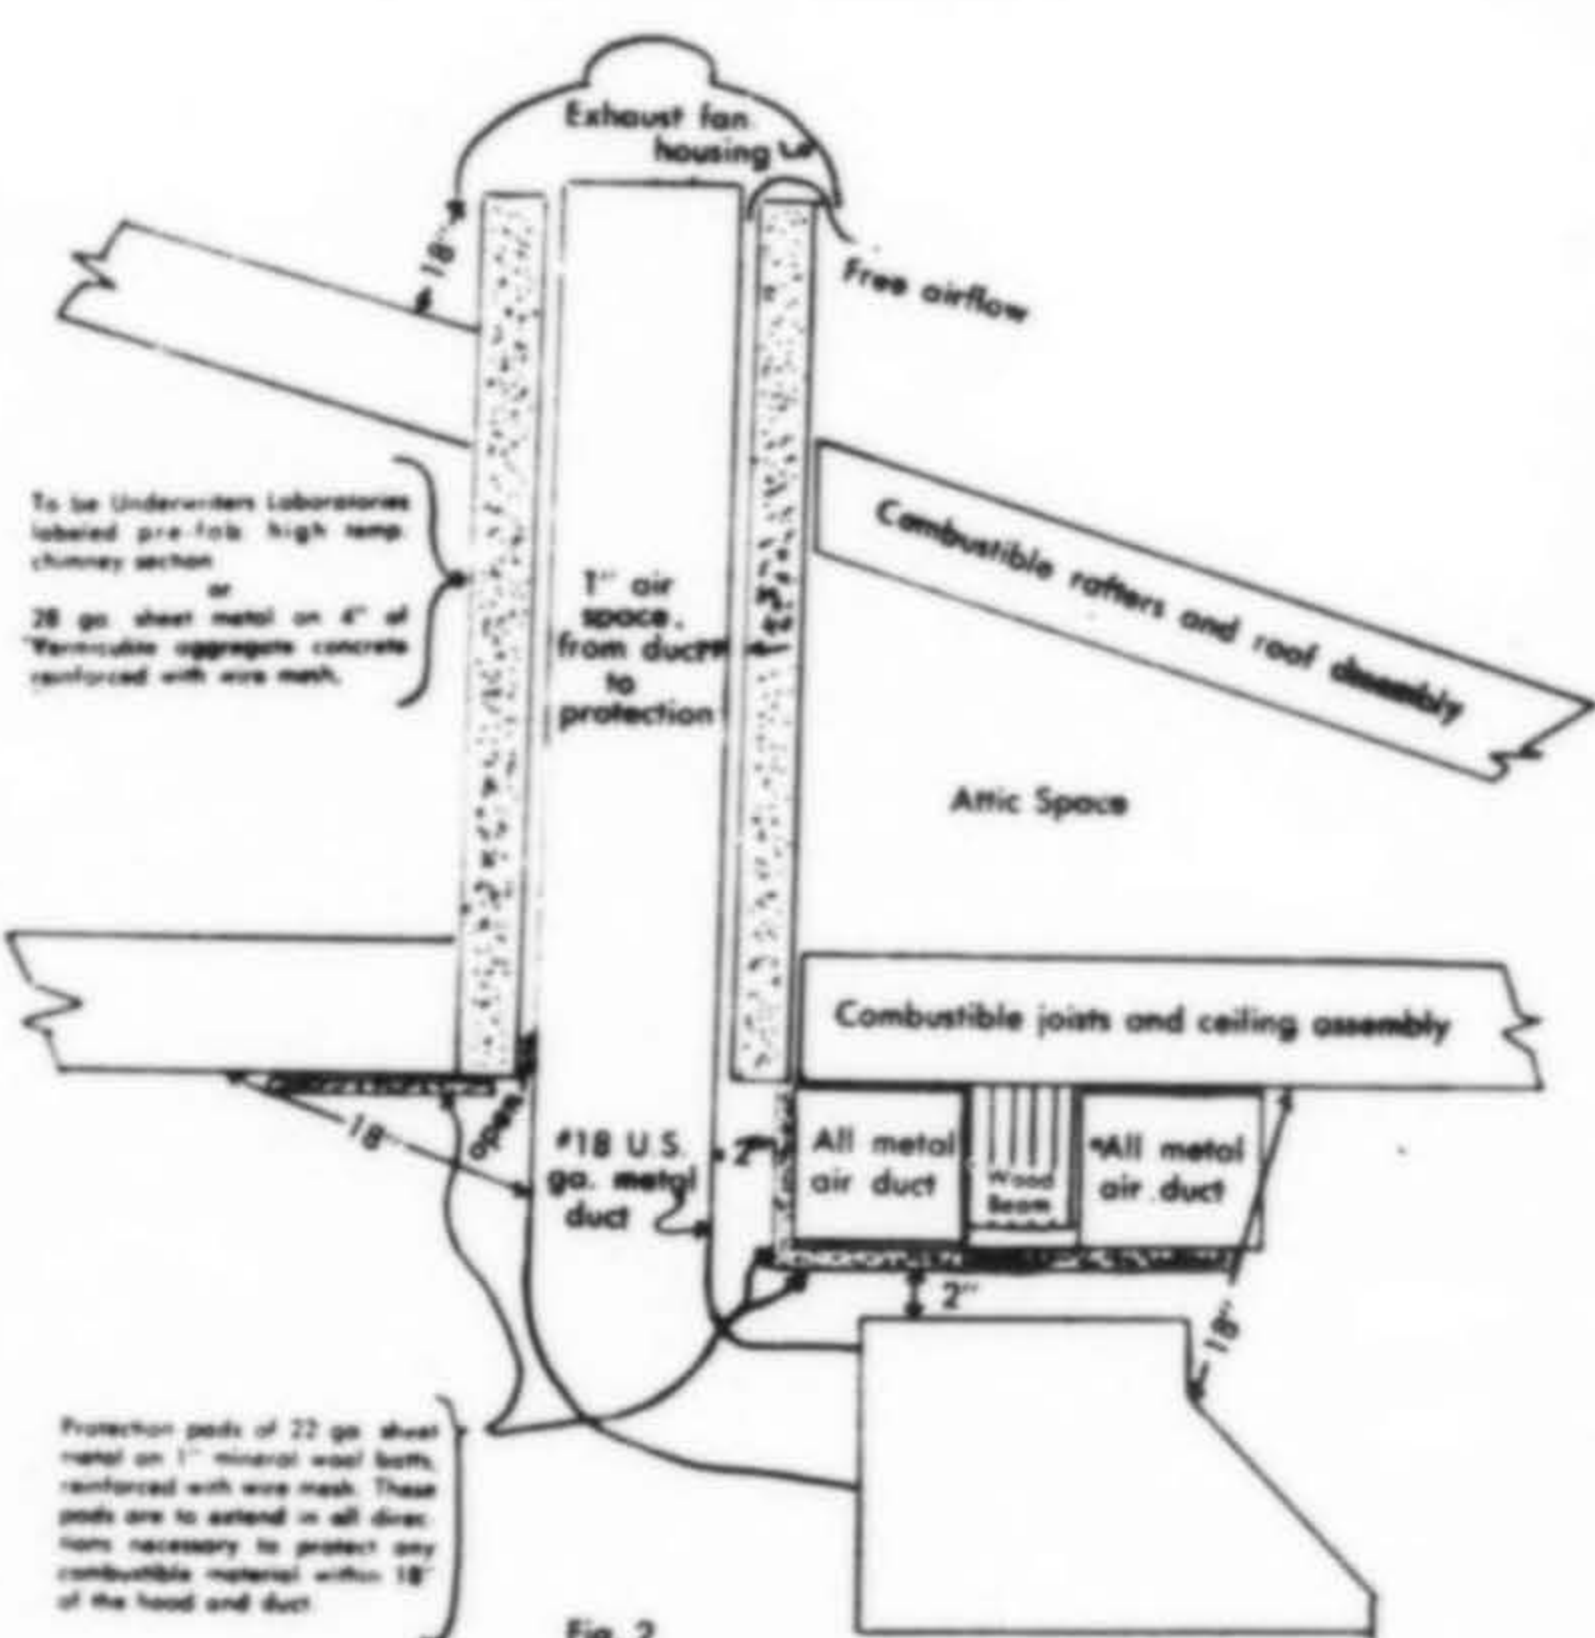 Exhaust fan
housing
18"
Free airflow
To be Underwriters Laboratories
labeled pre-fab high temp.
chimney section
or
28 ga. sheet metal on 4" of
Vermiculite aggregate concrete
reinforced with wire mesh.
1" air
space.
from duct
to
protection
1"
Combustible rafters and roof assembly
Attic Space
Combustible joists and ceiling assembly
18"
open
#18 U.S.
ga. metal
duct
2"
All metal
air duct
Wood
Beam
All metal
air duct
2"
18"
Protection pads of 22 ga. sheet
metal on 1" mineral wool batts,
reinforced with wire mesh. These
pads are to extend in all direc-
tions necessary to protect any
combustible material within 18"
of the hood and duct.
Fig. 2